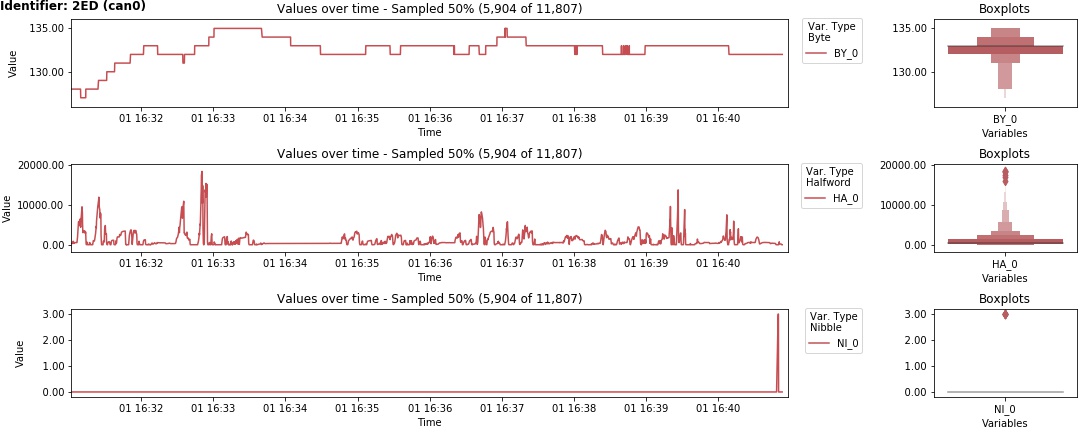 Identifier: 2ED (can0)
Values over time - Sampled 50% (5,904 of 11,807)
Boxplots
135.00
130.00
Value
01 16:32 01 16:33 01 16:34 01 16:35 01 16:36 01 16:37 01 16:38 01 16:39 01 16:40
Time
Var. Type
Byte
BY_0
135.00
130.00
BY_0
Variables
Values over time - Sampled 50% (5,904 of 11,807)
Boxplots
20000.00
10000.00
0.00
Value
01 16:32 01 16:33 01 16:34 01 16:35 01 16:36 01 16:37 01 16:38 01 16:39 01 16:40
Time
Var. Type
Halfword
HA_0
20000.00
10000.00
0.00
HA_0
Variables
Values over time - Sampled 50% (5,904 of 11,807)
Boxplots
3.00
2.00
1.00
0.00
Value
01 16:32 01 16:33 01 16:34 01 16:35 01 16:36 01 16:37 01 16:38 01 16:39 01 16:40
Time
Var. Type
Nibble
NI_0
3.00
2.00
1.00
0.00
NI_0
Variables